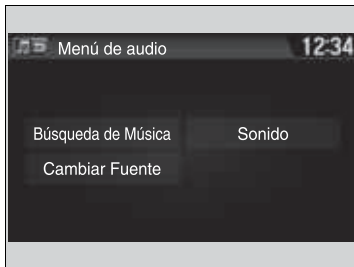 Menú de audio
12:34
Búsqueda de Música
Sonido
Cambiar Fuente